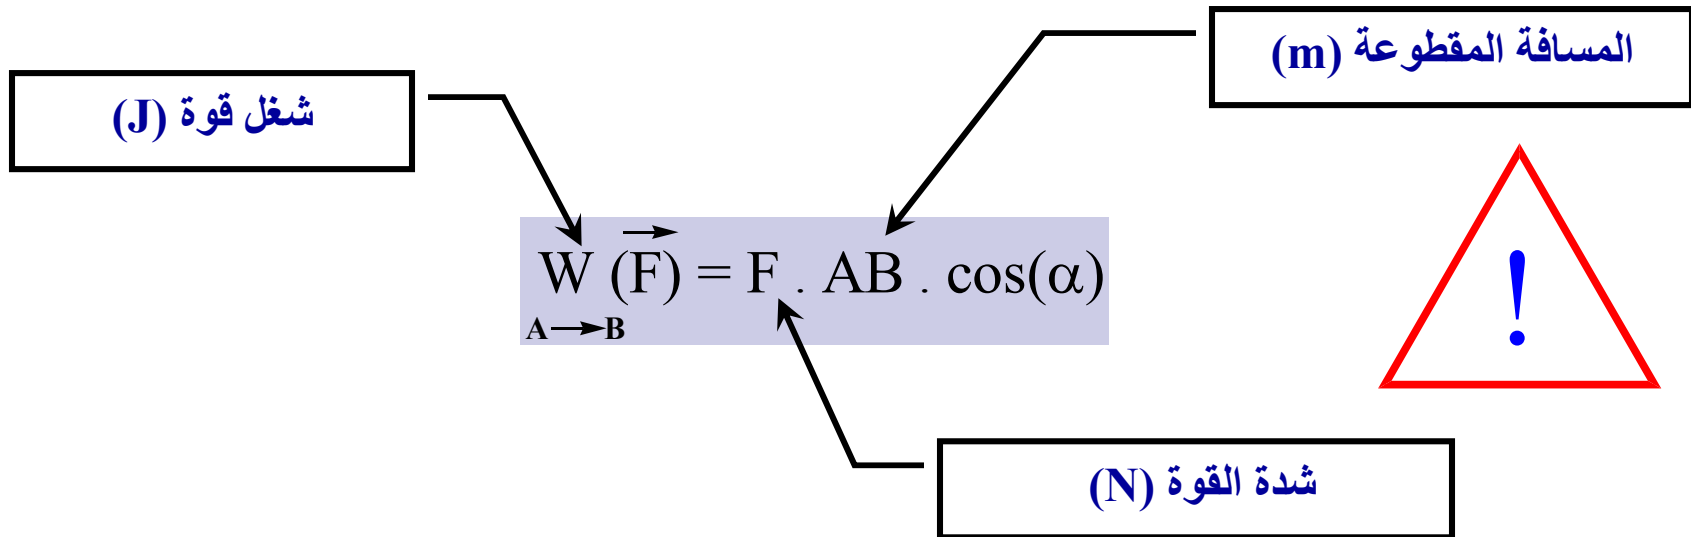 المسافة المقطوعة (m)
شغل قوة (J)
W (F) = F . AB . cos(α)
A→B
!
شدة القوة (N)